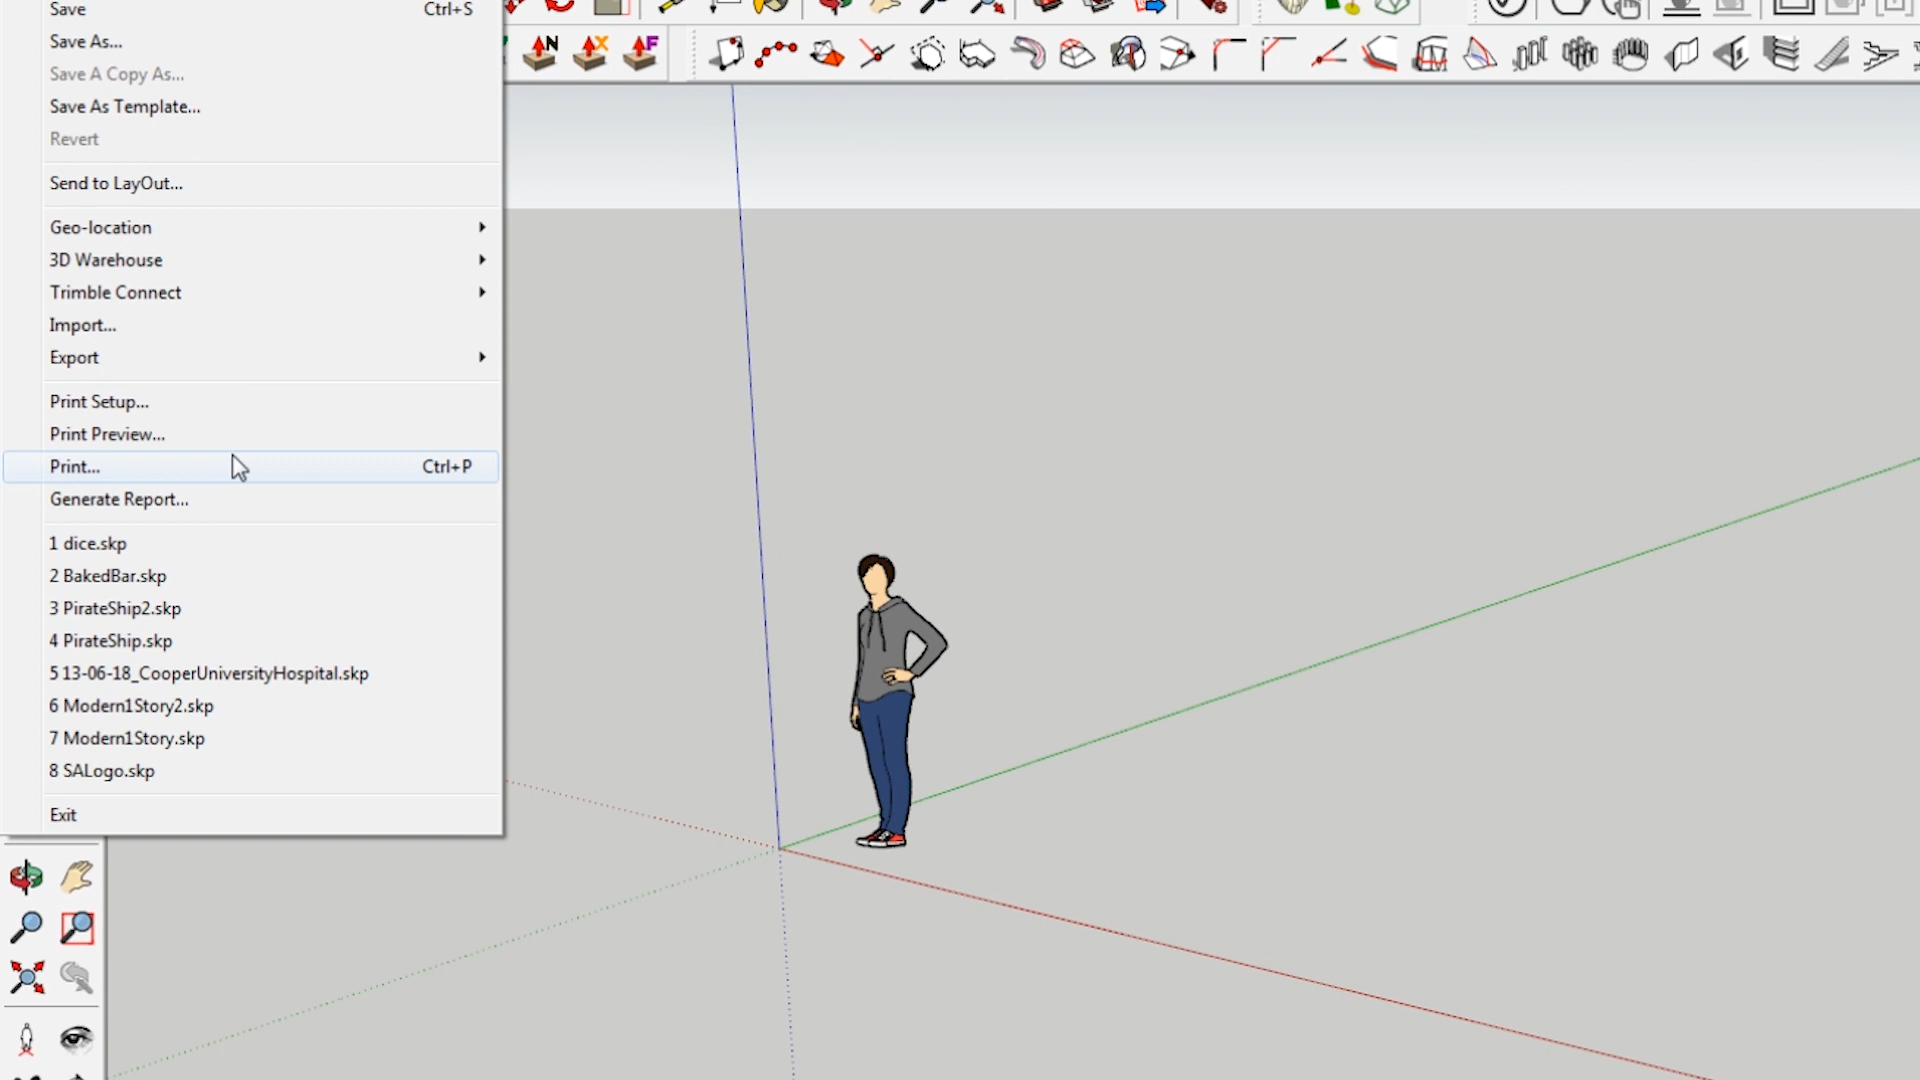 Save Ctrl+S
Save As...
Save A Copy As...
Save As Template...
Revert
Send to LayOut...
Geo-location
3D Warehouse
Trimble Connect
Import...
Export
Print Setup...
Print Preview...
Print... Ctrl+P
Generate Report...
1 dice.skp
2 BakedBar.skp
3 PirateShip2.skp
4 PirateShip.skp
5 13-06-18_CooperUniversityHospital.skp
6 Modern1Story2.skp
7 Modern1Story.skp
8 SALogo.skp
Exit
N
X
F